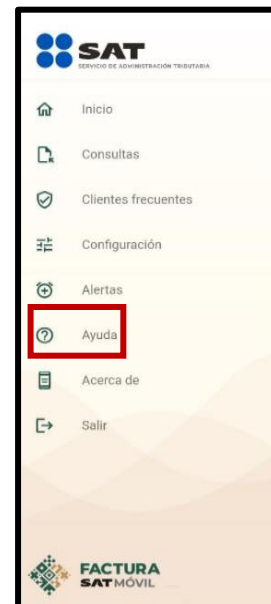 SAT
SERVICIO DE ADMINISTRACIÓN TRIBUTARIA
Inicio
Consultas
Clientes frecuentes
Configuración
Alertas
Ayuda
Acerca de
Salir
FACTURA
SAT MÓVIL